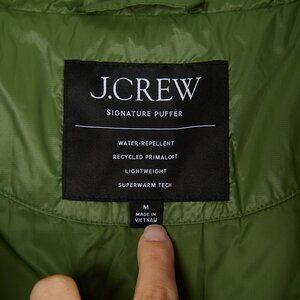 J.CREW
SIGNATURE PUFFER
WATER-REPELLENT
RECYCLED PRIMALOFT
LIGHTWEIGHT
SUPERWARM TECH
M
MADE IN
VIETNAM